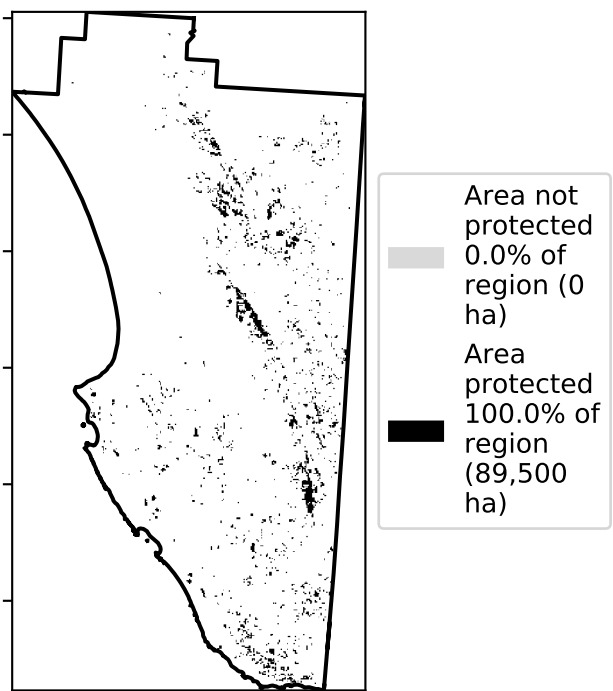 Area not
protected
0.0% of
region (0
ha)
Area
protected
100.0% of
region
(89,500
ha)